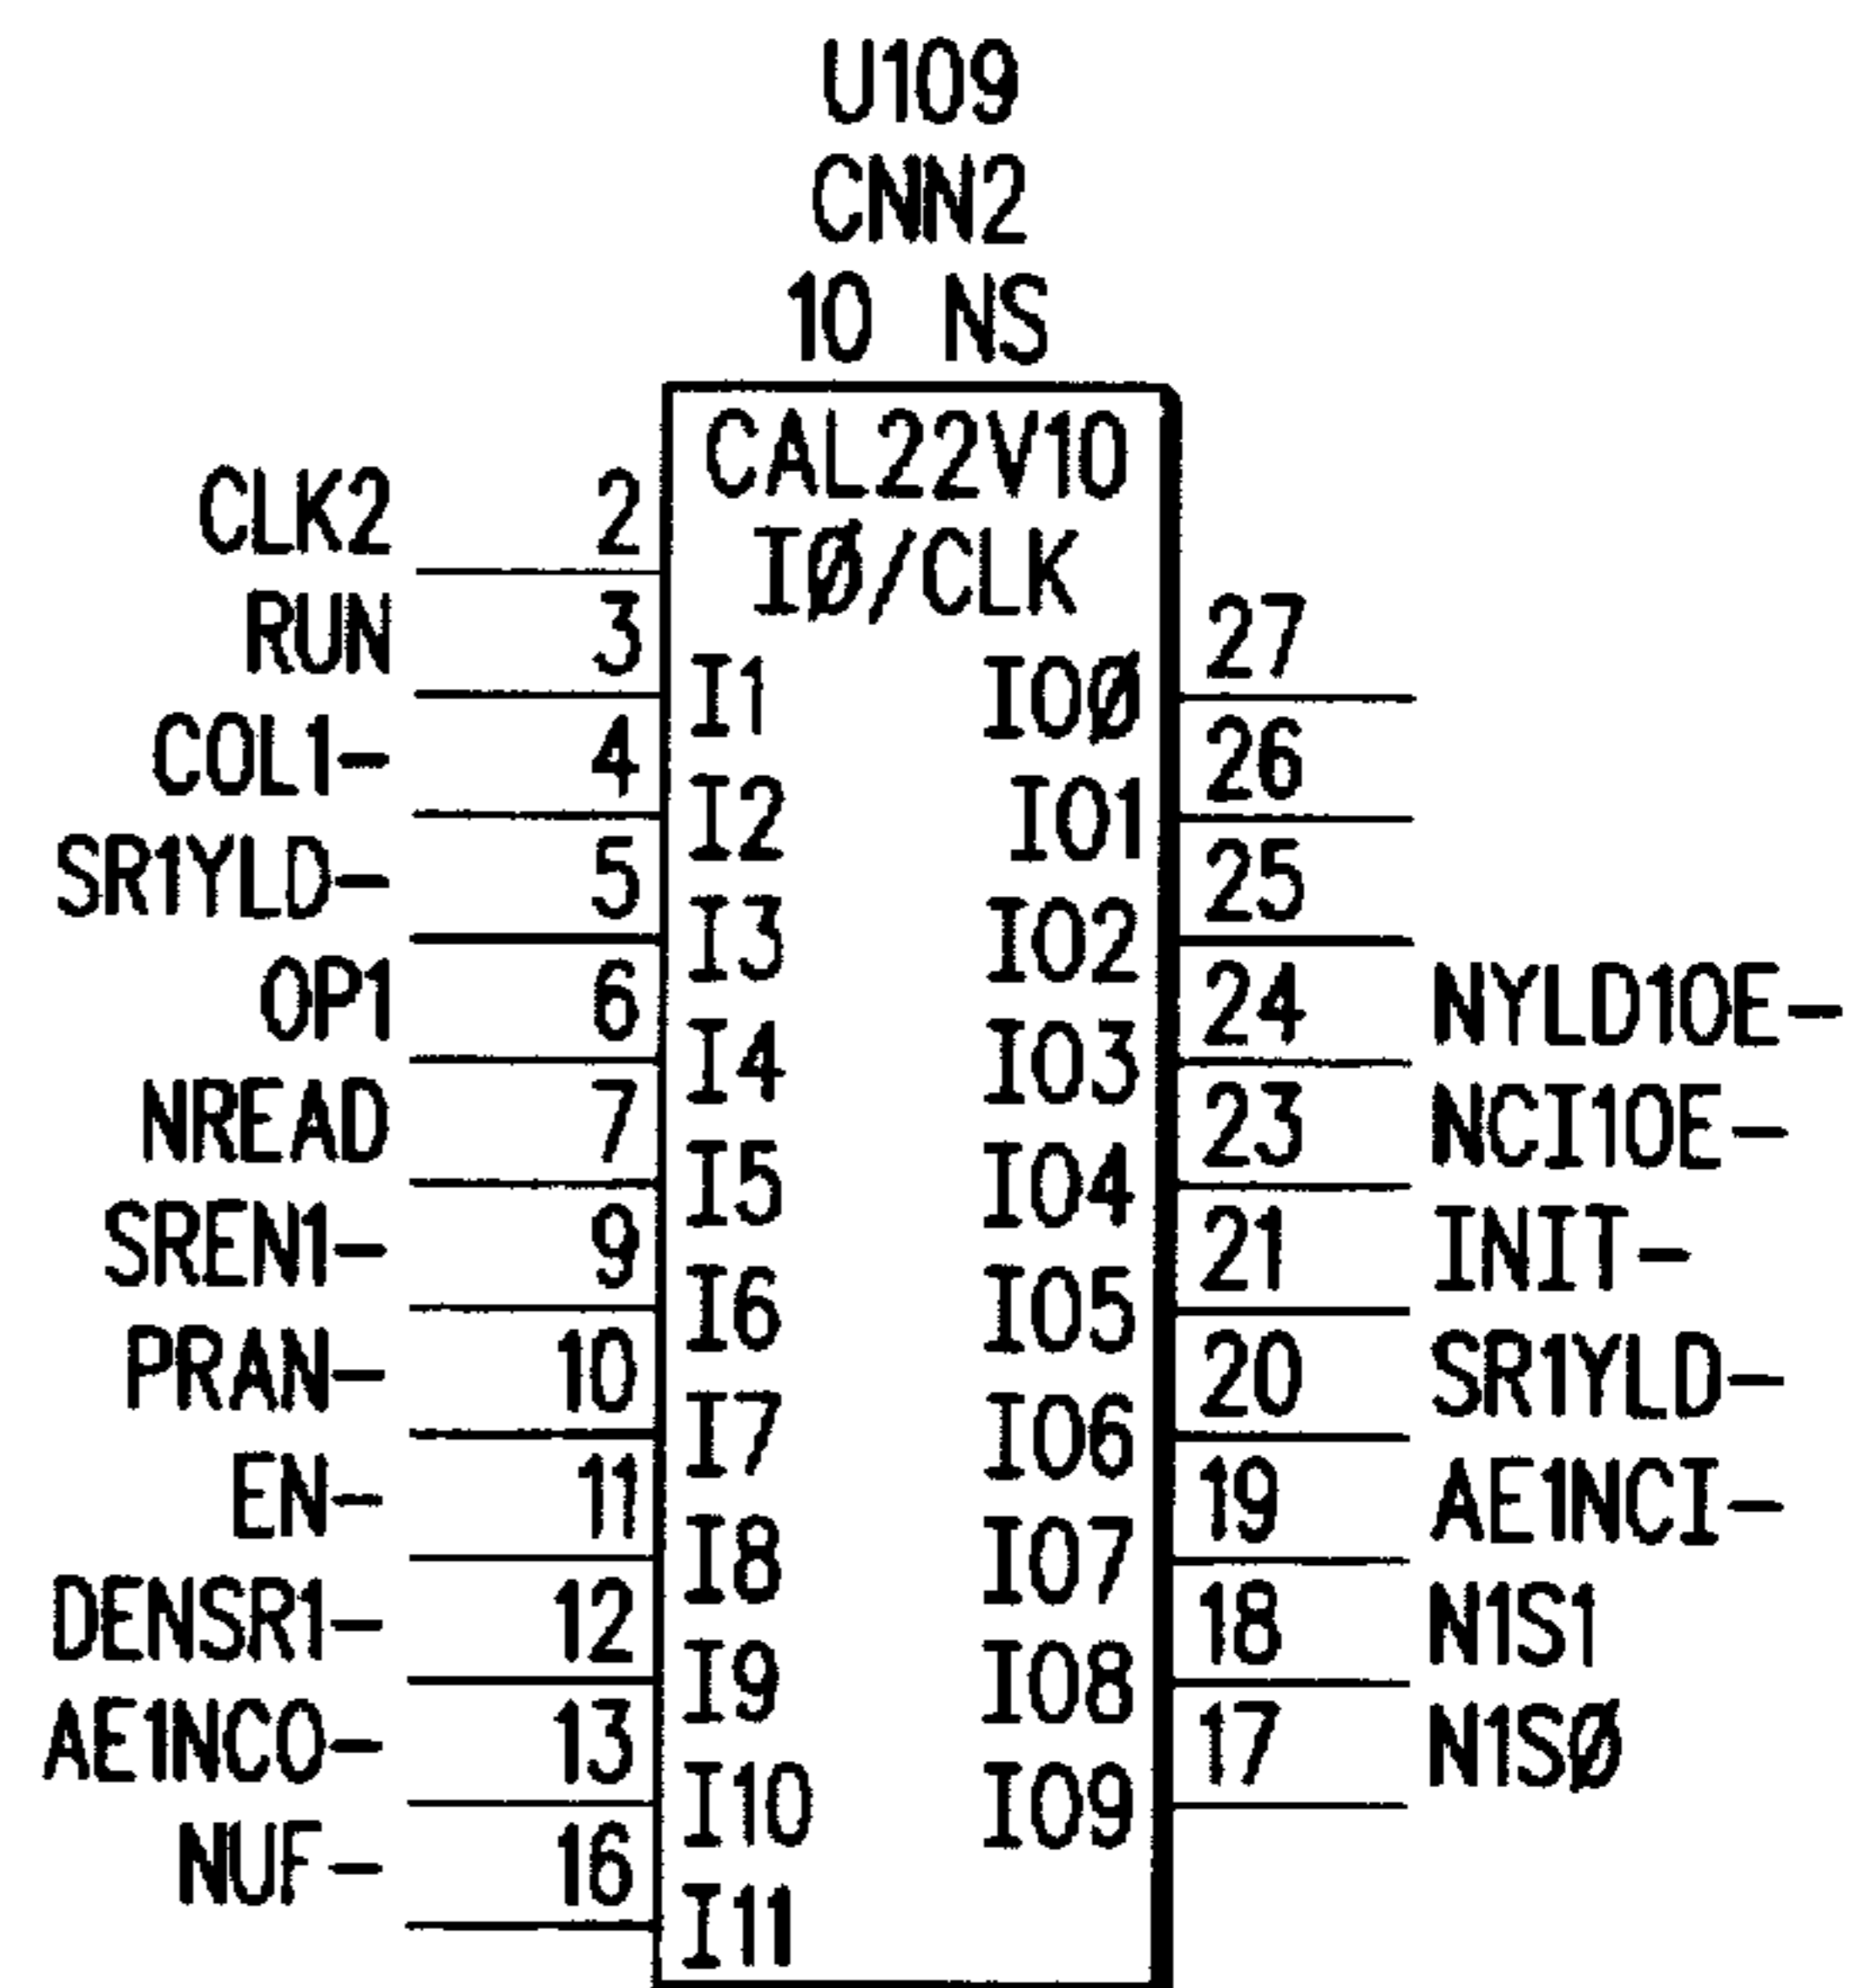 U109
CNN2
10 NS
CAL22V10
CLK2 2 IØ/CLK
RUN 3 I1 IOØ 27
COL1- 4 I2 IO1 26
SR1YLD- 5 I3 IO2 25
OP1 6 I4 IO3 24 NYLD1OE-
NREAD 7 I5 IO4 23 NCI1OE-
SREN1- 9 I6 IO5 21 INIT-
PRAN- 10 I7 IO6 20 SR1YLD-
EN- 11 I8 IO7 19 AE1NCI-
DENSR1- 12 I9 IO8 18 N1S1
AE1NCO- 13 I10 IO9 17 N1SØ
NUF- 16 I11